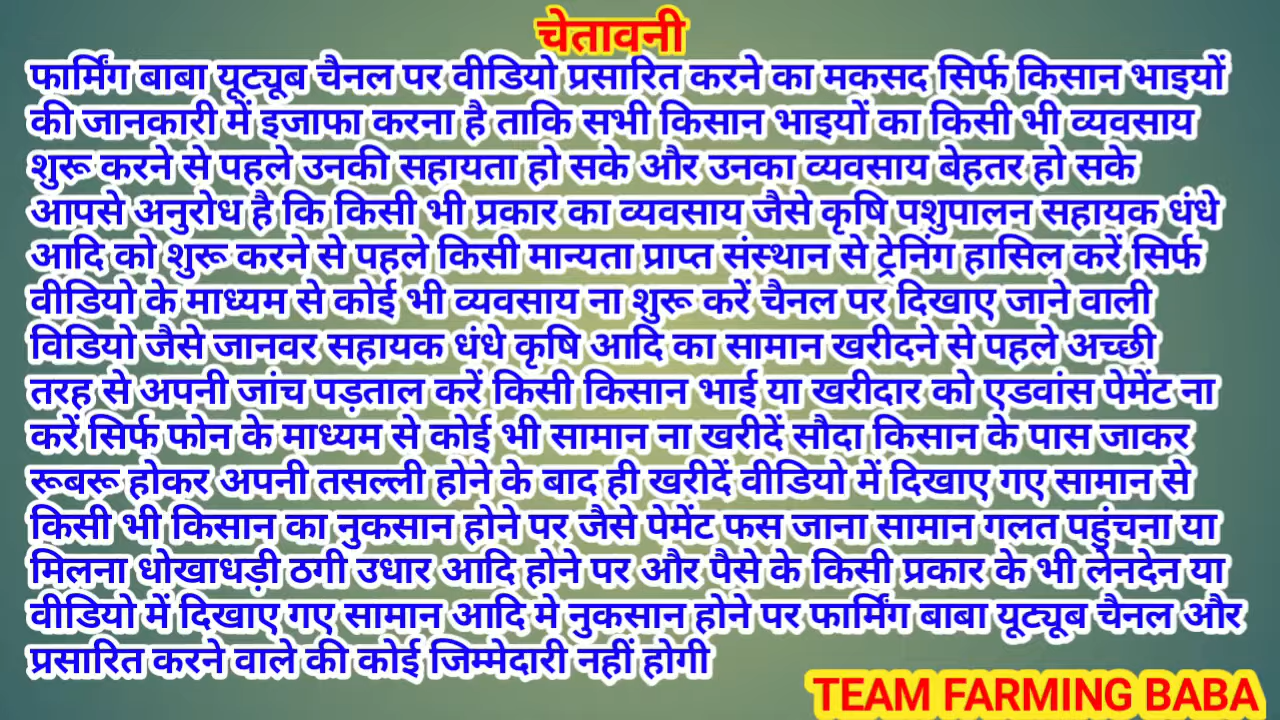 चेतावनी
फार्मिंग बाबा यूट्यूब चैनल पर वीडियो प्रसारित करने का मकसद सिर्फ किसान भाइयों
की जानकारी में इजाफा करना है ताकि सभी किसान भाइयों का किसी भी व्यवसाय
शुरू करने से पहले उनकी सहायता हो सके और उनका व्यवसाय बेहतर हो सके
आपसे अनुरोध है कि किसी भी प्रकार का व्यवसाय जैसे कृषि पशुपालन सहायक धंधे
आदि को शुरू करने से पहले किसी मान्यता प्राप्त संस्थान से ट्रेनिंग हासिल करें सिर्फ
वीडियो के माध्यम से कोई भी व्यवसाय ना शुरू करें चैनल पर दिखाए जाने वाली
विडियो जैसे जानवर सहायक धंधे कृषि आदि का सामान खरीदने से पहले अच्छी
तरह से अपनी जांच पड़ताल करें किसी किसान भाई या खरीदार को एडवांस पेमेंट ना
करें सिर्फ फोन के माध्यम से कोई भी सामान ना खरीदें सौदा किसान के पास जाकर
रूबरू होकर अपनी तसल्ली होने के बाद ही खरीदें वीडियो में दिखाए गए सामान से
किसी भी किसान का नुकसान होने पर जैसे पेमेंट फस जाना सामान गलत पहुंचना या
मिलना धोखाधड़ी ठगी उधार आदि होने पर और पैसे के किसी प्रकार के भी लेनदेन या
वीडियो में दिखाए गए सामान आदि मे नुकसान होने पर फार्मिंग बाबा यूट्यूब चैनल और
प्रसारित करने वाले की कोई जिम्मेदारी नहीं होगी
TEAM FARMING BABA